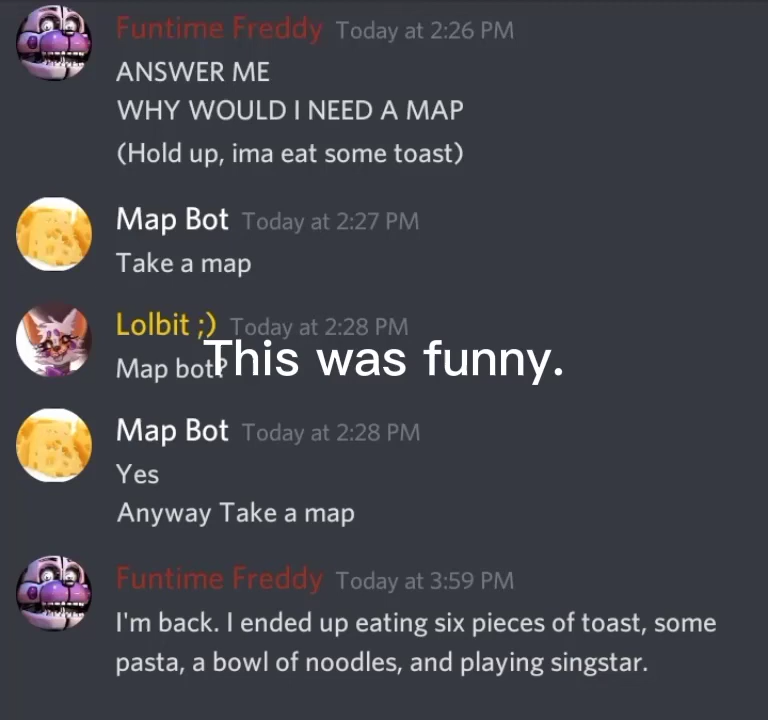 Funtime Freddy Today at 2:26 PM
ANSWER ME
WHY WOULD I NEED A MAP
(Hold up, ima eat some toast)
Map Bot Today at 2:27 PM
Take a map
Lolbit ;) Today at 2:28 PM
Map bot?
This was funny.
Map Bot Today at 2:28 PM
Yes
Anyway Take a map
Funtime Freddy Today at 3:59 PM
I'm back. I ended up eating six pieces of toast, some
pasta, a bowl of noodles, and playing singstar.